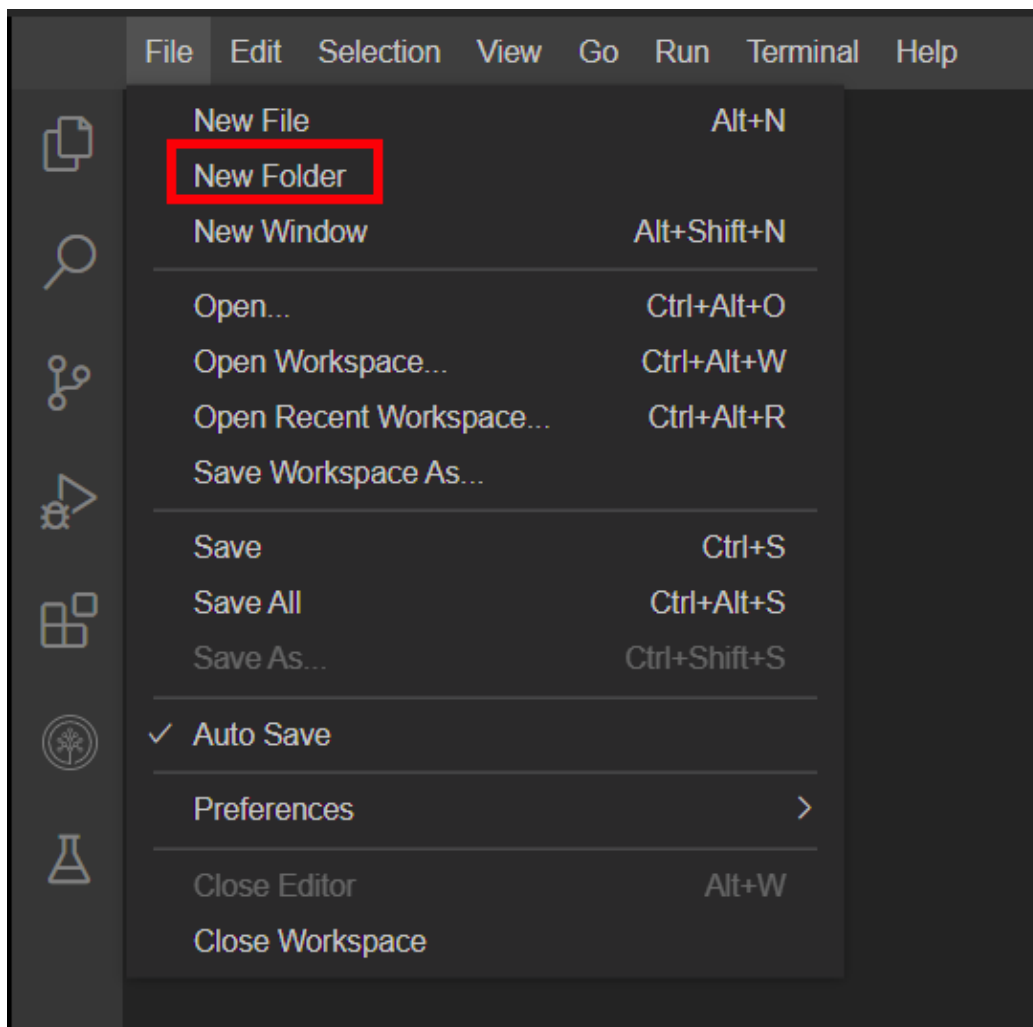 File Edit Selection View Go Run Terminal Help
New File Alt+N
New Folder
New Window Alt+Shift+N
Open... Ctrl+Alt+O
Open Workspace... Ctrl+Alt+W
Open Recent Workspace... Ctrl+Alt+R
Save Workspace As...
Save Ctrl+S
Save All Ctrl+Alt+S
Save As... Ctrl+Shift+S
Auto Save
Preferences
Close Editor Alt+W
Close Workspace